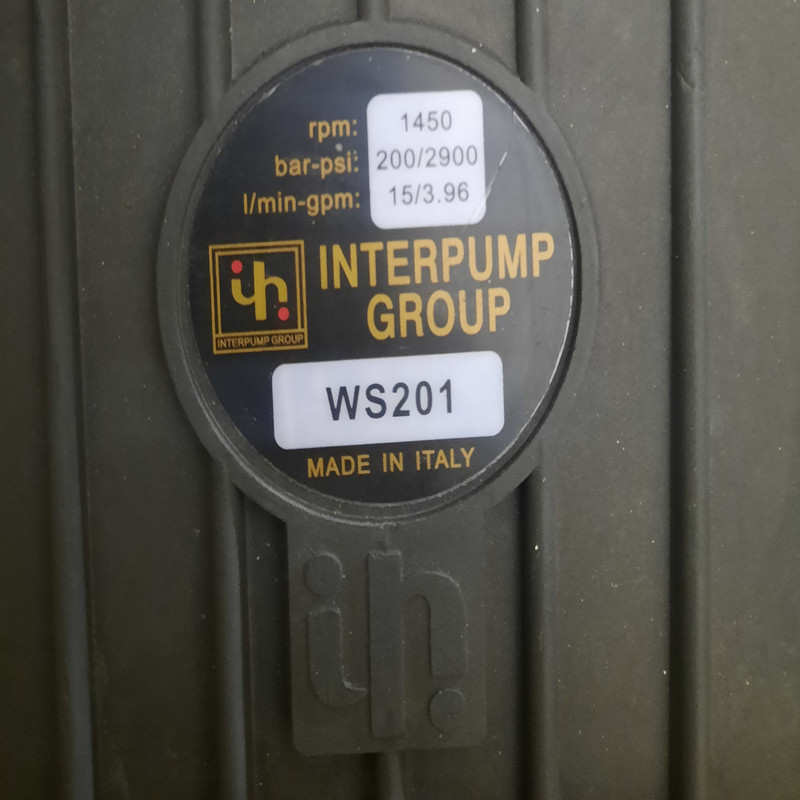 rpm: 1450
bar-psi: 200/2900
l/min-gpm: 15/3.96
INTERPUMP
GROUP
ih
INTERPUMP GROUP
WS201
MADE IN ITALY
ih